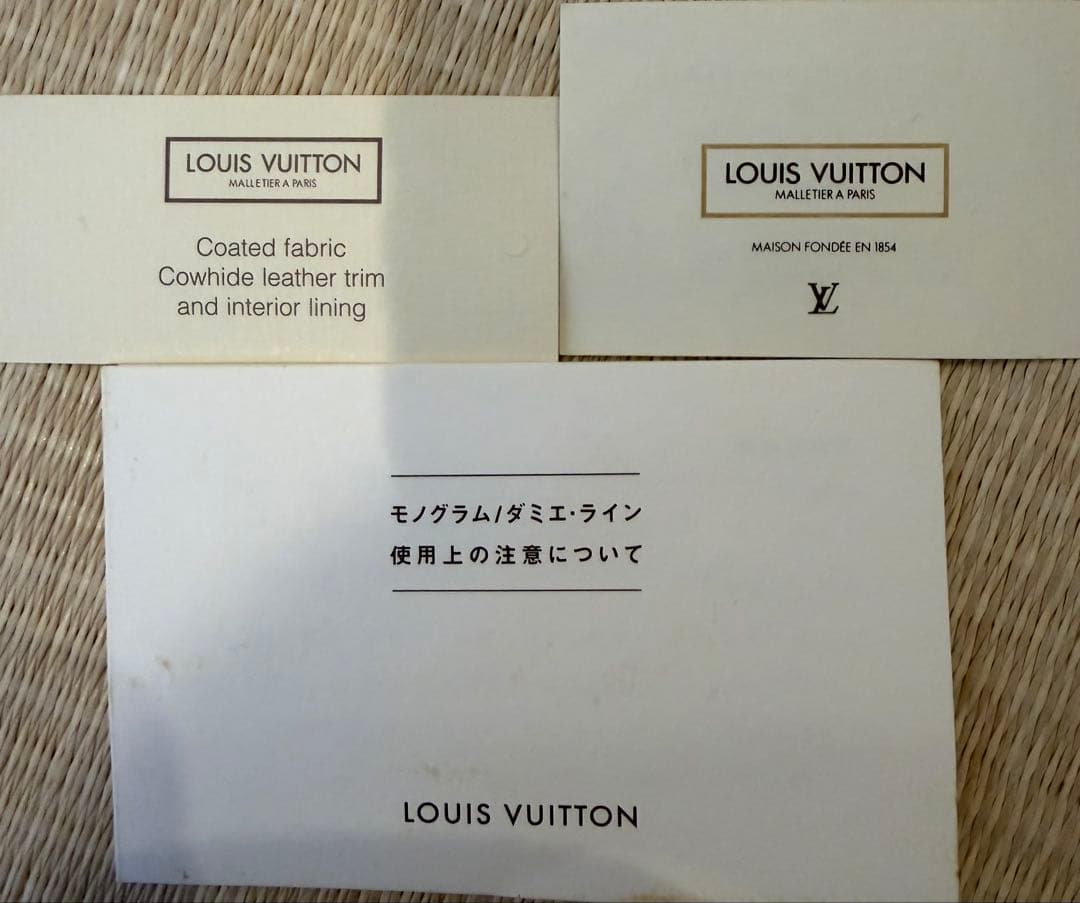 LOUIS VUITTON
MALLETIER A PARIS
Coated fabric
Cowhide leather trim
and interior lining
LOUIS VUITTON
MALLETIER A PARIS
MAISON FONDÉE EN 1854
LV
モノグラム/ダミエ・ライン
使用上の注意について
LOUIS VUITTON